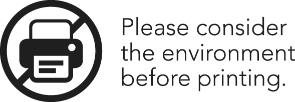 Please consider
the environment
before printing.